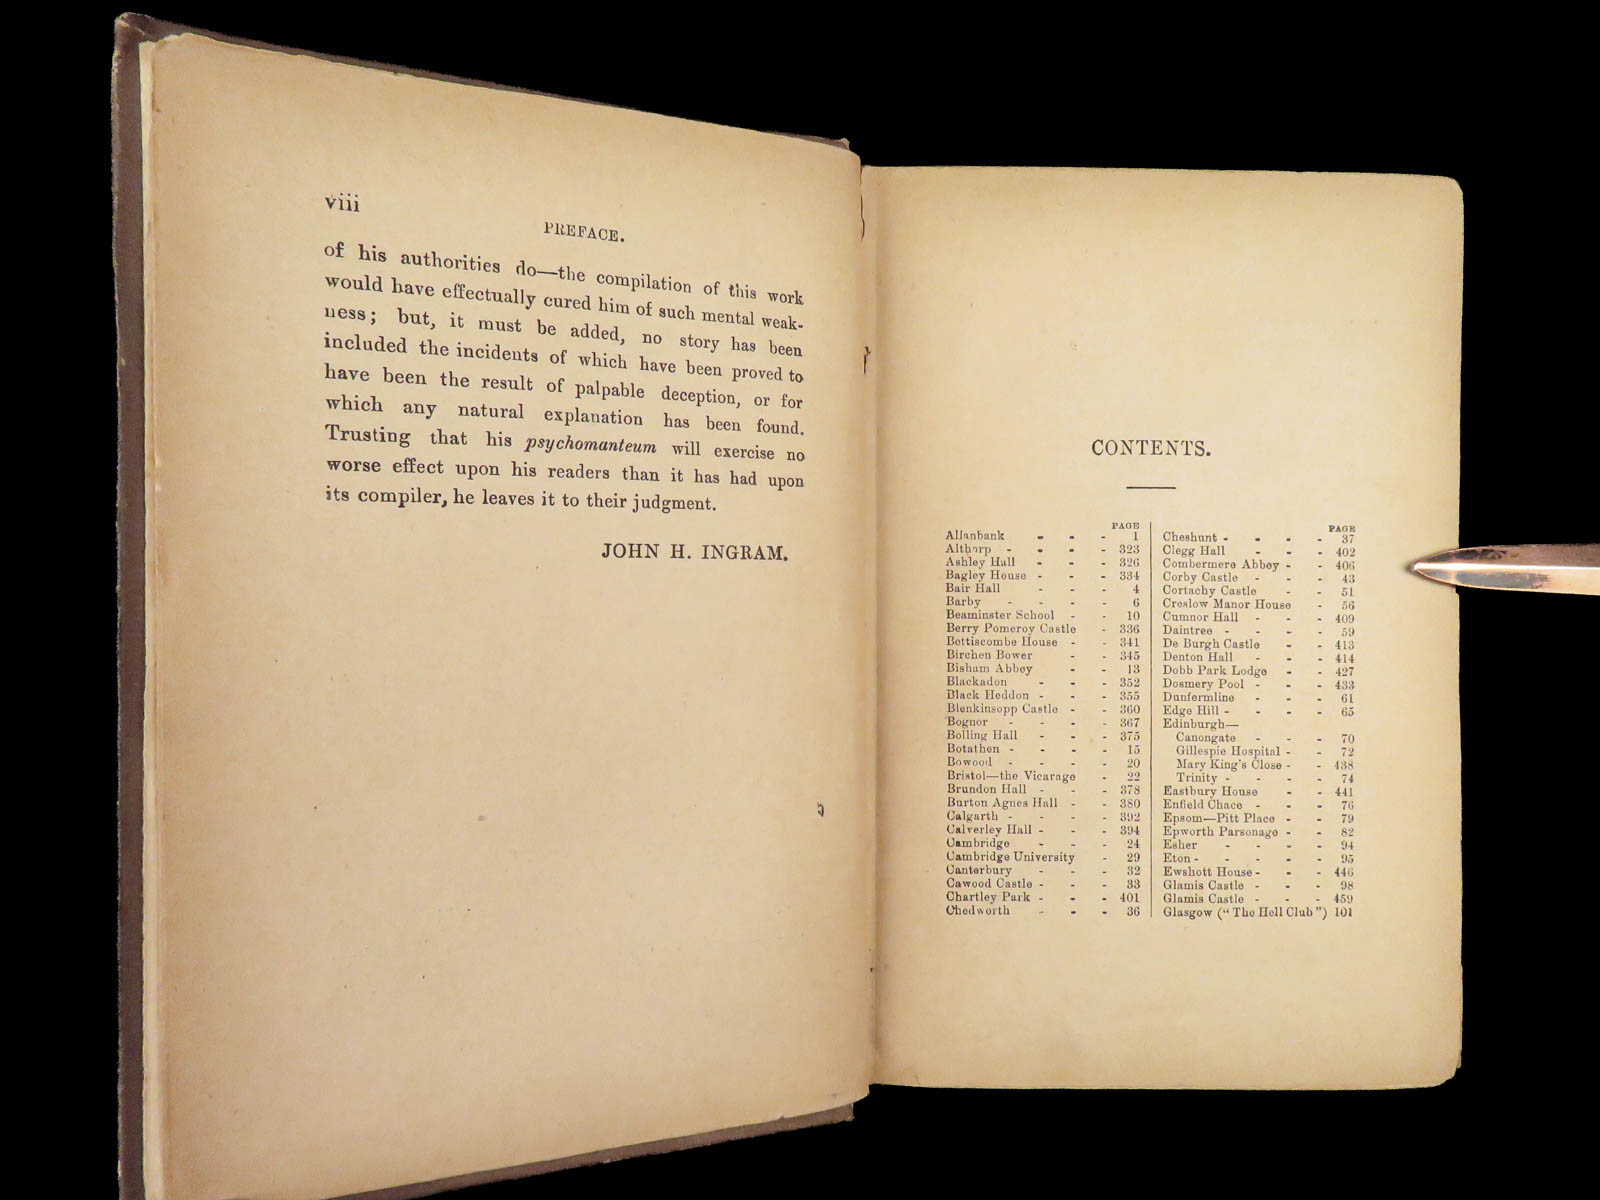 viii
PREFACE.
of his authorities do—the compilation of this work
would have effectually cured him of such mental weak-
ness; but, it must be added, no story has been
included the incidents of which have been proved to
have been the result of palpable deception, or for
which any natural explanation has been found.
Trusting that his psychomanteum will exercise no
worse effect upon his readers than it has had upon
its compiler, he leaves it to their judgment.
JOHN H. INGRAM.
CONTENTS.
PAGE
Allanbank - - - 1
Althorp - - - - 323
Ashley Hall - - - 326
Bagley House - - - 334
Bair Hall - - - 4
Barby - - - - 6
Beaminster School - - 10
Berry Pomeroy Castle - 336
Bettiscombe House - - 341
Birchen Bower - - 345
Bisham Abbey - - 13
Blackadon - - - 352
Black Heddon - - - 355
Blenkinsopp Castle - - 360
Bognor - - - - 367
Bolling Hall - - - 375
Botathen - - - - 15
Bowood - - - - 20
Bristol—the Vicarage - 22
Brundon Hall - - - 378
Burton Agnes Hall - - 380
Calgarth - - - - 392
Calverley Hall - - - 394
Cambridge - - - 24
Cambridge University - 29
Canterbury - - - 32
Cawood Castle - - - 33
Chartley Park - - - 401
Chedworth - - - 36
PAGE
Cheshunt - - - - 37
Clegg Hall - - - 402
Combermere Abbey - - 406
Corby Castle - - - 43
Cortachy Castle - - 51
Creslow Manor House - 56
Cumnor Hall - - - 409
Daintree - - - - 59
De Burgh Castle - - 413
Denton Hall - - - 414
Dobb Park Lodge - - 427
Dosmery Pool - - - 433
Dunfermline - - - 61
Edge Hill - - - - 65
Edinburgh—
Canongate - - - 70
Gillespie Hospital - - 72
Mary King's Close - - 438
Trinity - - - - 74
Eastbury House - - 441
Enfield Chace - - - 76
Epsom—Pitt Place - - 79
Epworth Parsonage - - 82
Esher - - - - 94
Eton - - - - - 95
Ewshott House - - - 446
Glamis Castle - - - 98
Glamis Castle - - - 459
Glasgow ("The Hell Club") 101